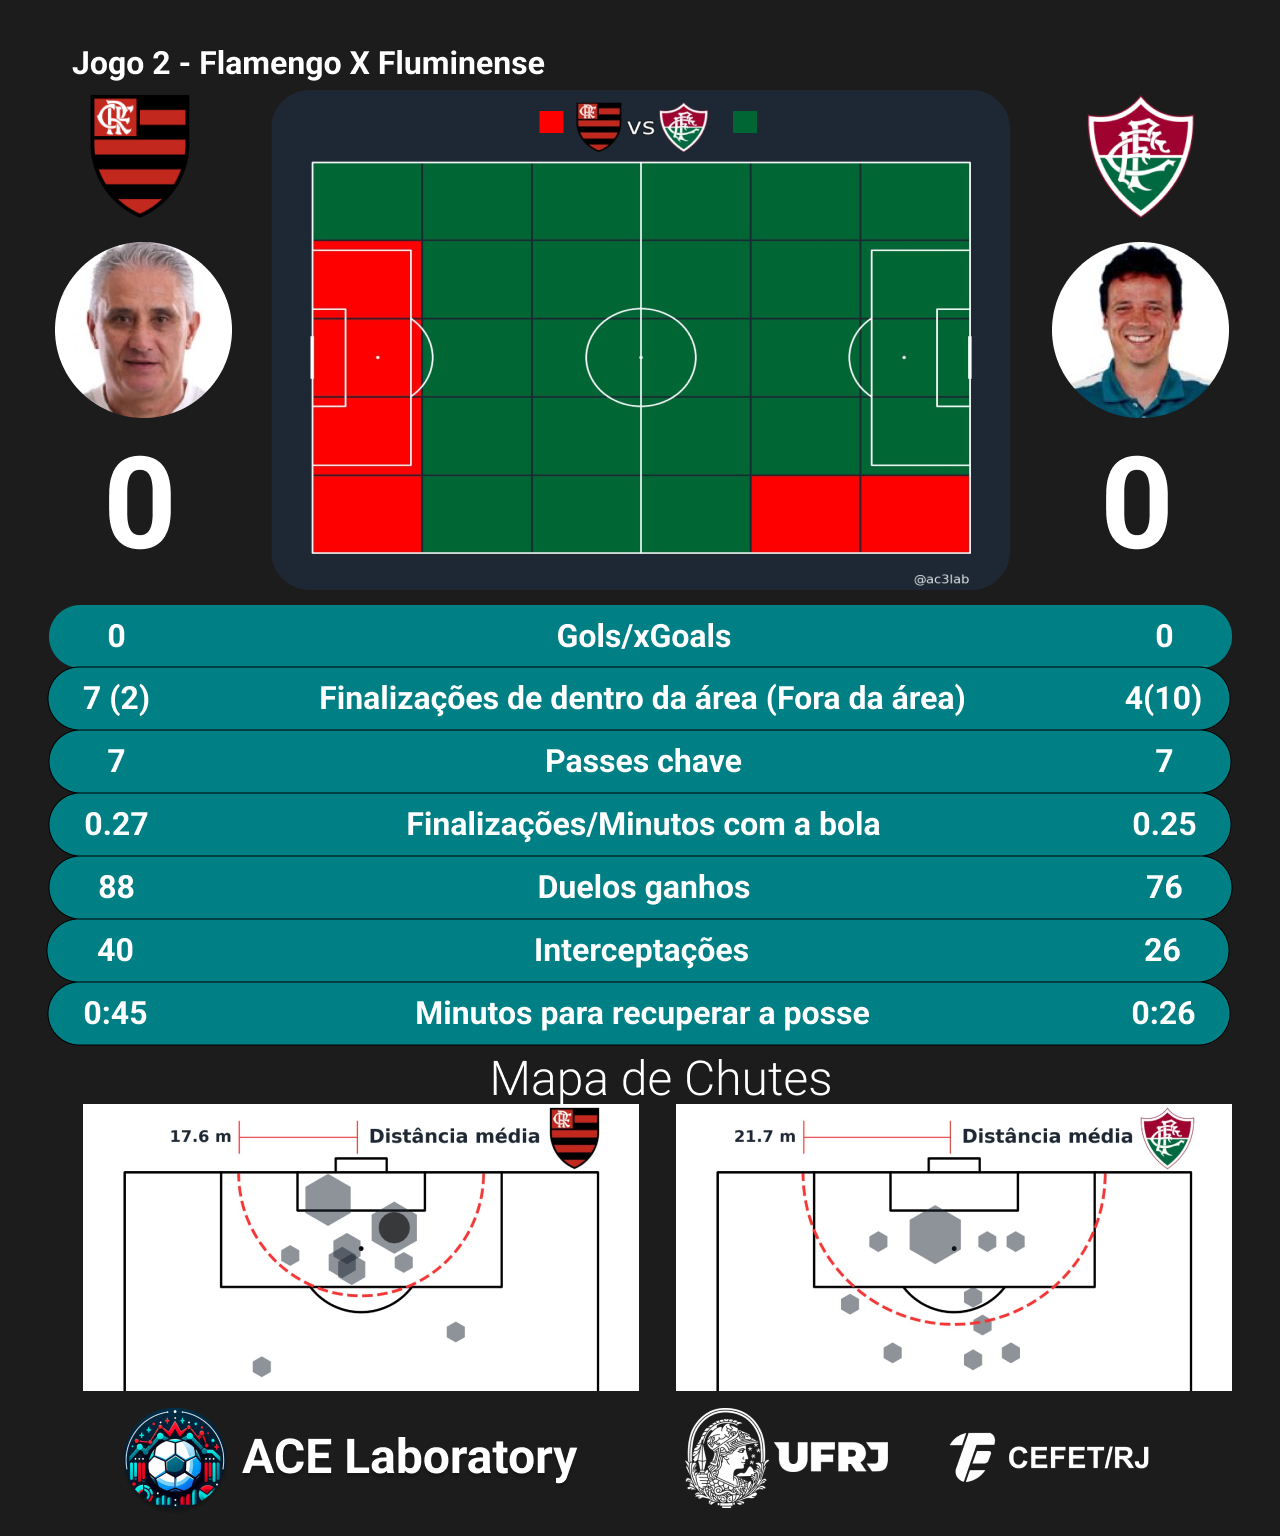 Jogo 2 - Flamengo X Fluminense
CRF vs
@ac3lab
0 0
0 Gols/xGoals 0
7 (2) Finalizações de dentro da área (Fora da área) 4(10)
7 Passes chave 7
0.27 Finalizações/Minutos com a bola 0.25
88 Duelos ganhos 76
40 Interceptações 26
0:45 Minutos para recuperar a posse 0:26
Mapa de Chutes
17.6 m Distância média
21.7 m Distância média
ACE Laboratory
UFRJ
CEFET/RJ